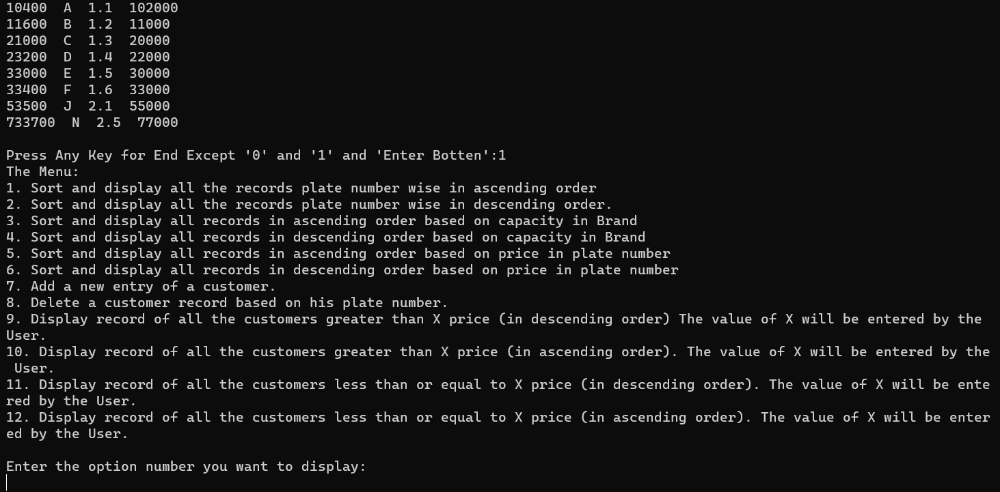 10400  A  1.1  102000
11600  B  1.2  11000
21000  C  1.3  20000
23200  D  1.4  22000
33000  E  1.5  30000
33400  F  1.6  33000
53500  J  2.1  55000
733700  N  2.5  77000
Press Any Key for End Except '0' and '1' and 'Enter Botten':1
The Menu:
1. Sort and display all the records plate number wise in ascending order
2. Sort and display all the records plate number wise in descending order.
3. Sort and display all records in ascending order based on capacity in Brand
4. Sort and display all records in descending order based on capacity in Brand
5. Sort and display all records in ascending order based on price in plate number
6. Sort and display all records in descending order based on price in plate number
7. Add a new entry of a customer.
8. Delete a customer record based on his plate number.
9. Display record of all the customers greater than X price (in descending order) The value of X will be entered by the
User.
10. Display record of all the customers greater than X price (in ascending order). The value of X will be entered by the
 User.
11. Display record of all the customers less than or equal to X price (in descending order). The value of X will be ente
red by the User.
12. Display record of all the customers less than or equal to X price (in ascending order). The value of X will be enter
ed by the User.
Enter the option number you want to display: